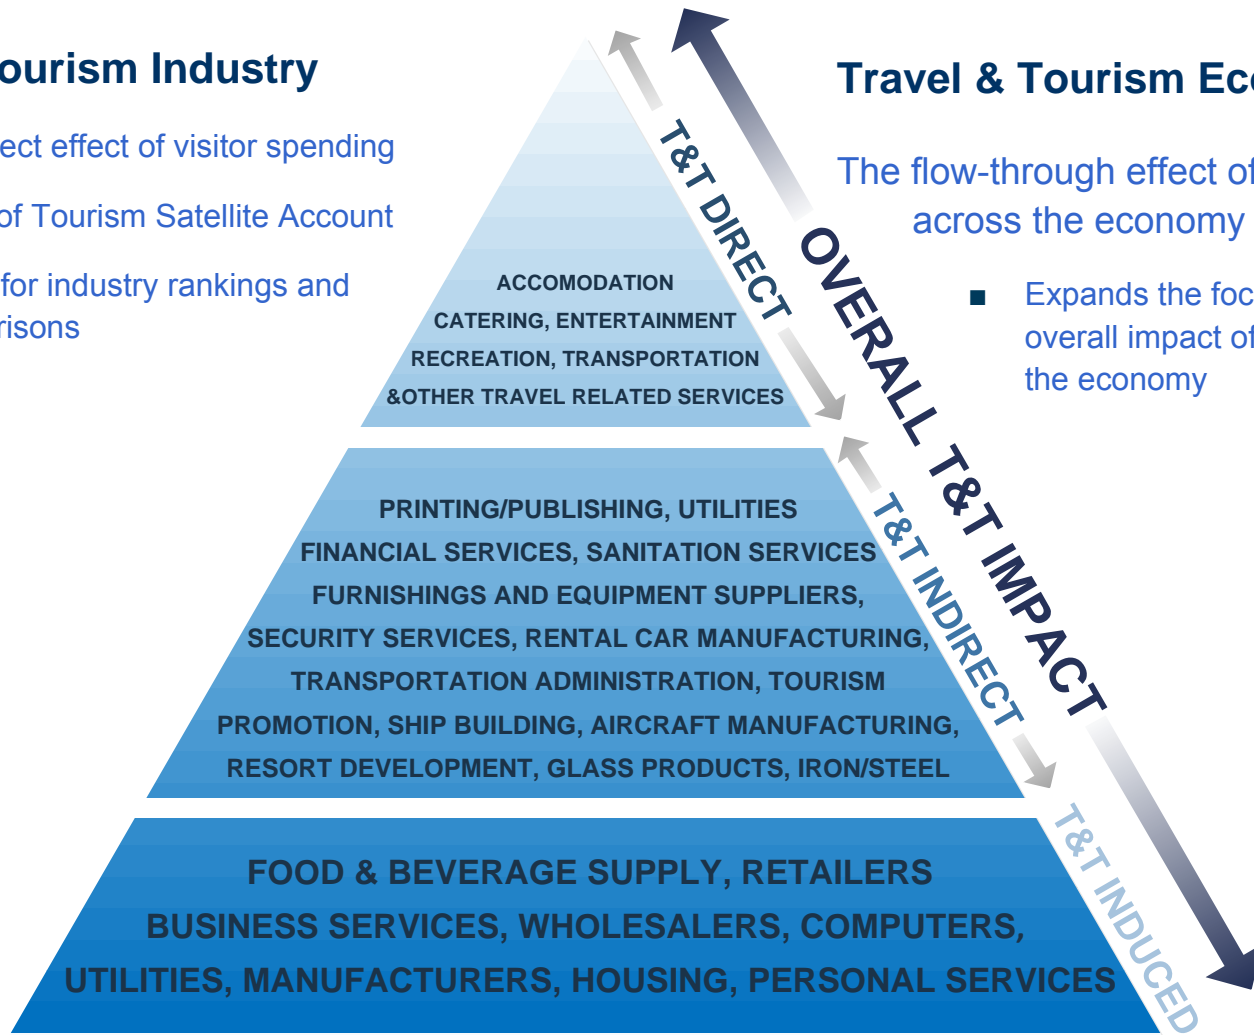 ourism Industry
ect effect of visitor spending
of Tourism Satellite Account
for industry rankings and
risons
Travel & Tourism Eco
The flow-through effect of
across the economy
■ Expands the foc
overall impact of
the economy
ACCOMODATION
CATERING, ENTERTAINMENT
RECREATION, TRANSPORTATION
&OTHER TRAVEL RELATED SERVICES
PRINTING/PUBLISHING, UTILITIES
FINANCIAL SERVICES, SANITATION SERVICES
FURNISHINGS AND EQUIPMENT SUPPLIERS,
SECURITY SERVICES, RENTAL CAR MANUFACTURING,
TRANSPORTATION ADMINISTRATION, TOURISM
PROMOTION, SHIP BUILDING, AIRCRAFT MANUFACTURING,
RESORT DEVELOPMENT, GLASS PRODUCTS, IRON/STEEL
FOOD & BEVERAGE SUPPLY, RETAILERS
BUSINESS SERVICES, WHOLESALERS, COMPUTERS,
UTILITIES, MANUFACTURERS, HOUSING, PERSONAL SERVICES
T&T DIRECT
T&T INDIRECT
T&T INDUCED
OVERALL T&T IMPACT